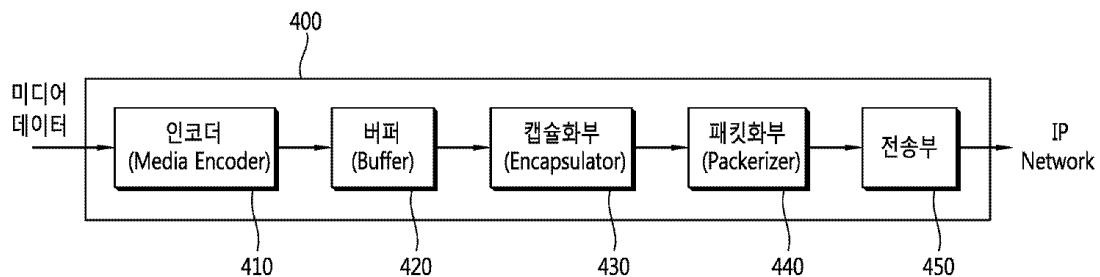 400
미디어
데이터
인코더
(Media Encoder)
버퍼
(Buffer)
캡슐화부
(Encapsulator)
패킷화부
(Packerizer)
전송부
IP
Network
410
420
430
440
450